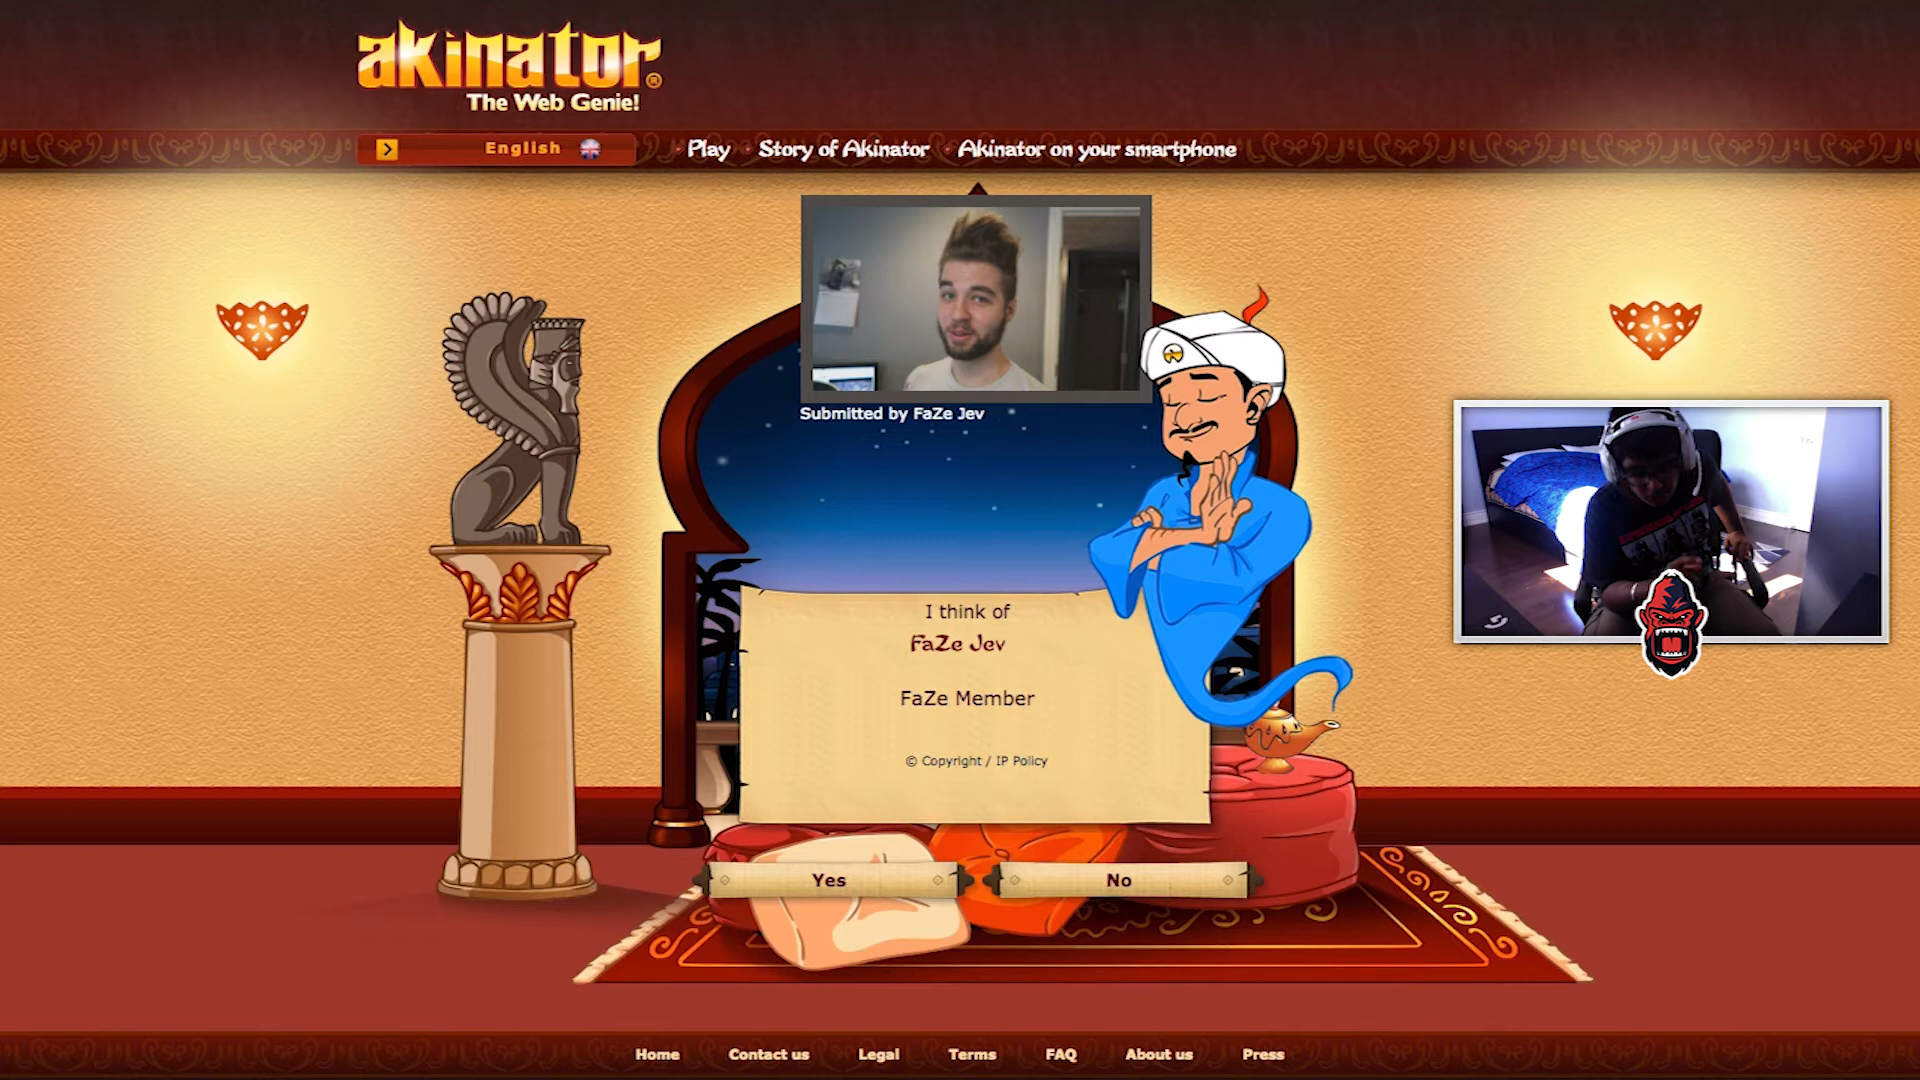 akinator®
The Web Genie!
English
Play
Story of Akinator
Akinator on your smartphone
Submitted by FaZe Jev
I think of
FaZe Jev
FaZe Member
© Copyright / IP Policy
Yes
No
Home
Contact us
Legal
Terms
FAQ
About us
Press